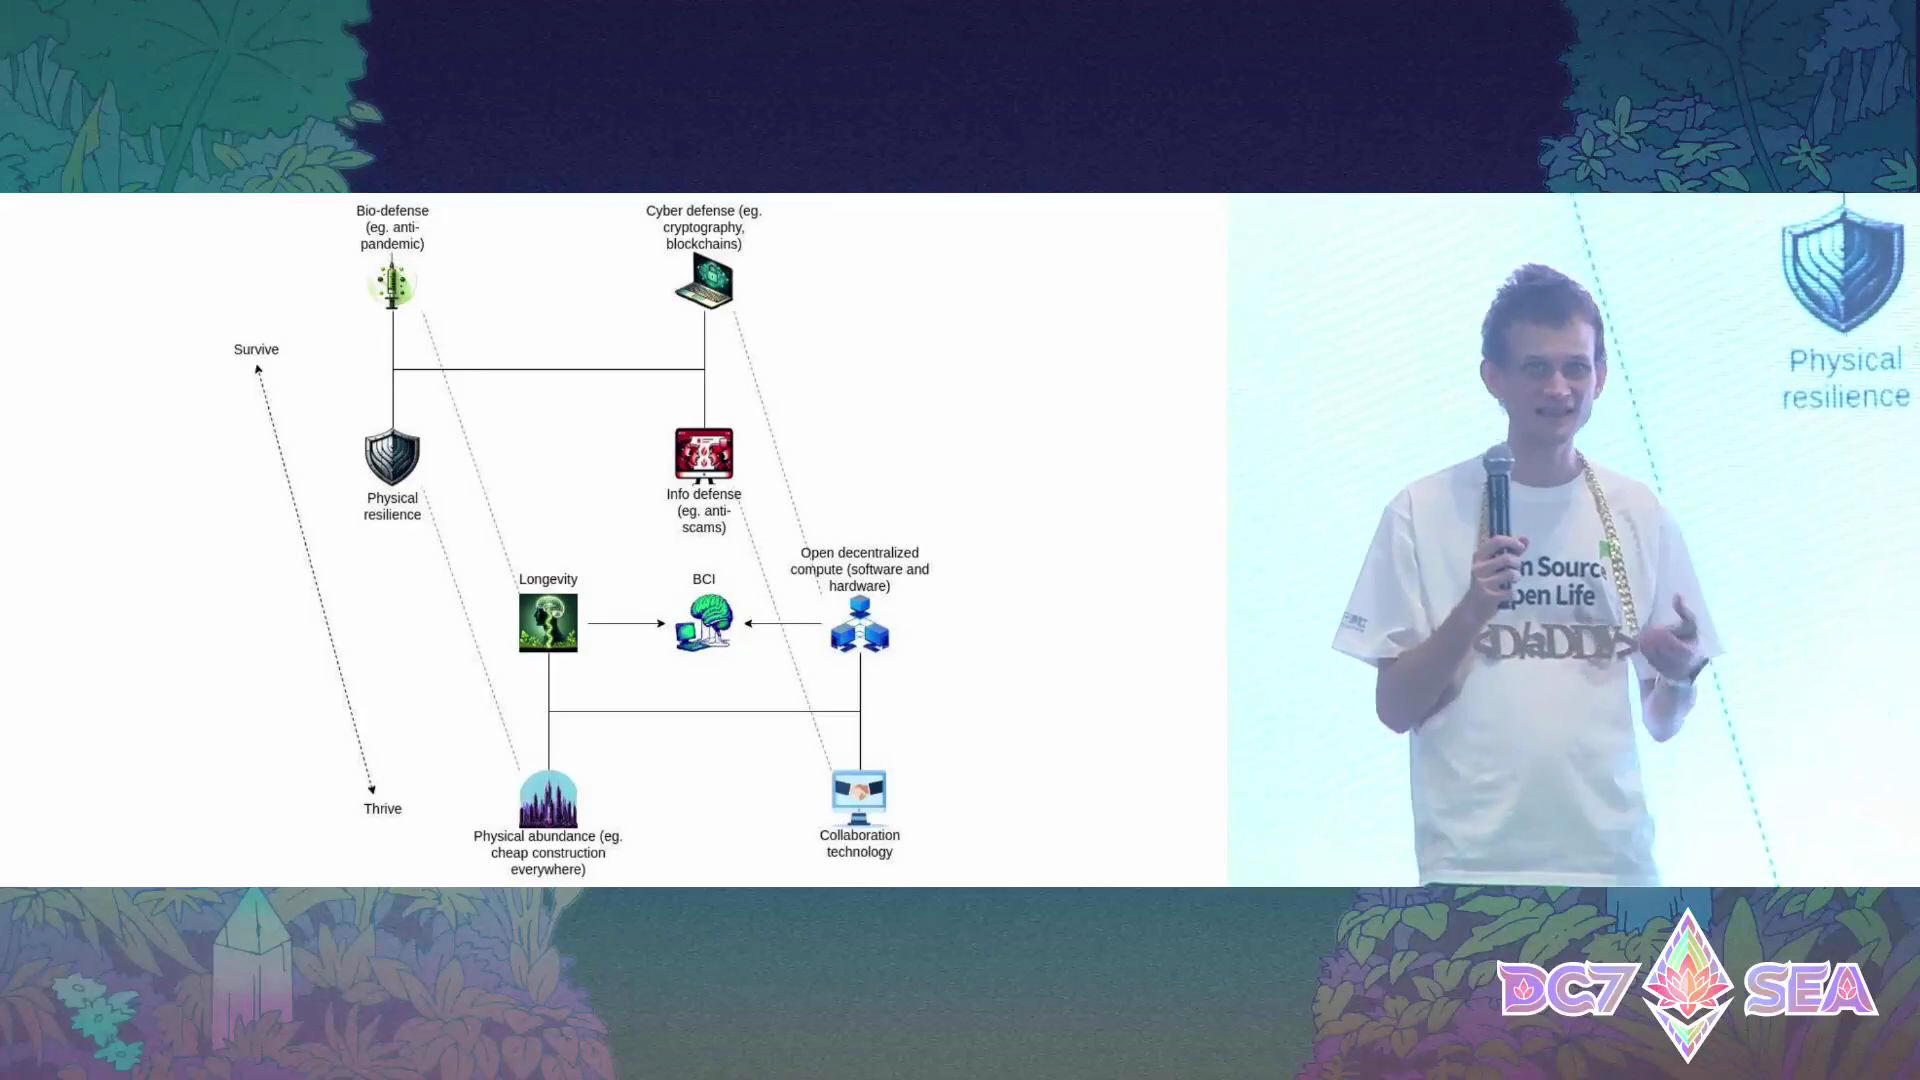 Bio-defense
(eg. anti-
pandemic)
Cyber defense (eg.
cryptography,
blockchains)
Survive
Physical
resilience
Info defense
(eg. anti-
scams)
Open decentralized
compute (software and
hardware)
Longevity
BCI
Thrive
Physical abundance (eg.
cheap construction
everywhere)
Collaboration
technology
Physical
resilience
Source
pen Life
<D/aDDy>
DC7 SEA